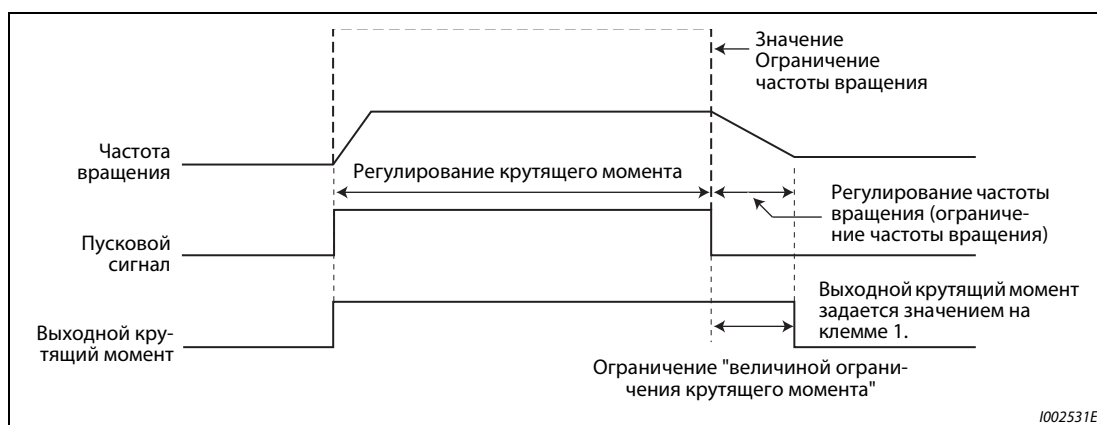 Значение
Ограничение
частоты вращения
Частота
вращения
Регулирование крутящего момента
Регулирование частоты
вращения (ограниче-
ние частоты вращения)
Пусковой
сигнал
Выходной крутящий момент
задается значением на
клемме 1.
Выходной кру-
тящий момент
Ограничение "величиной ограни-
чения крутящего момента"
I002531E